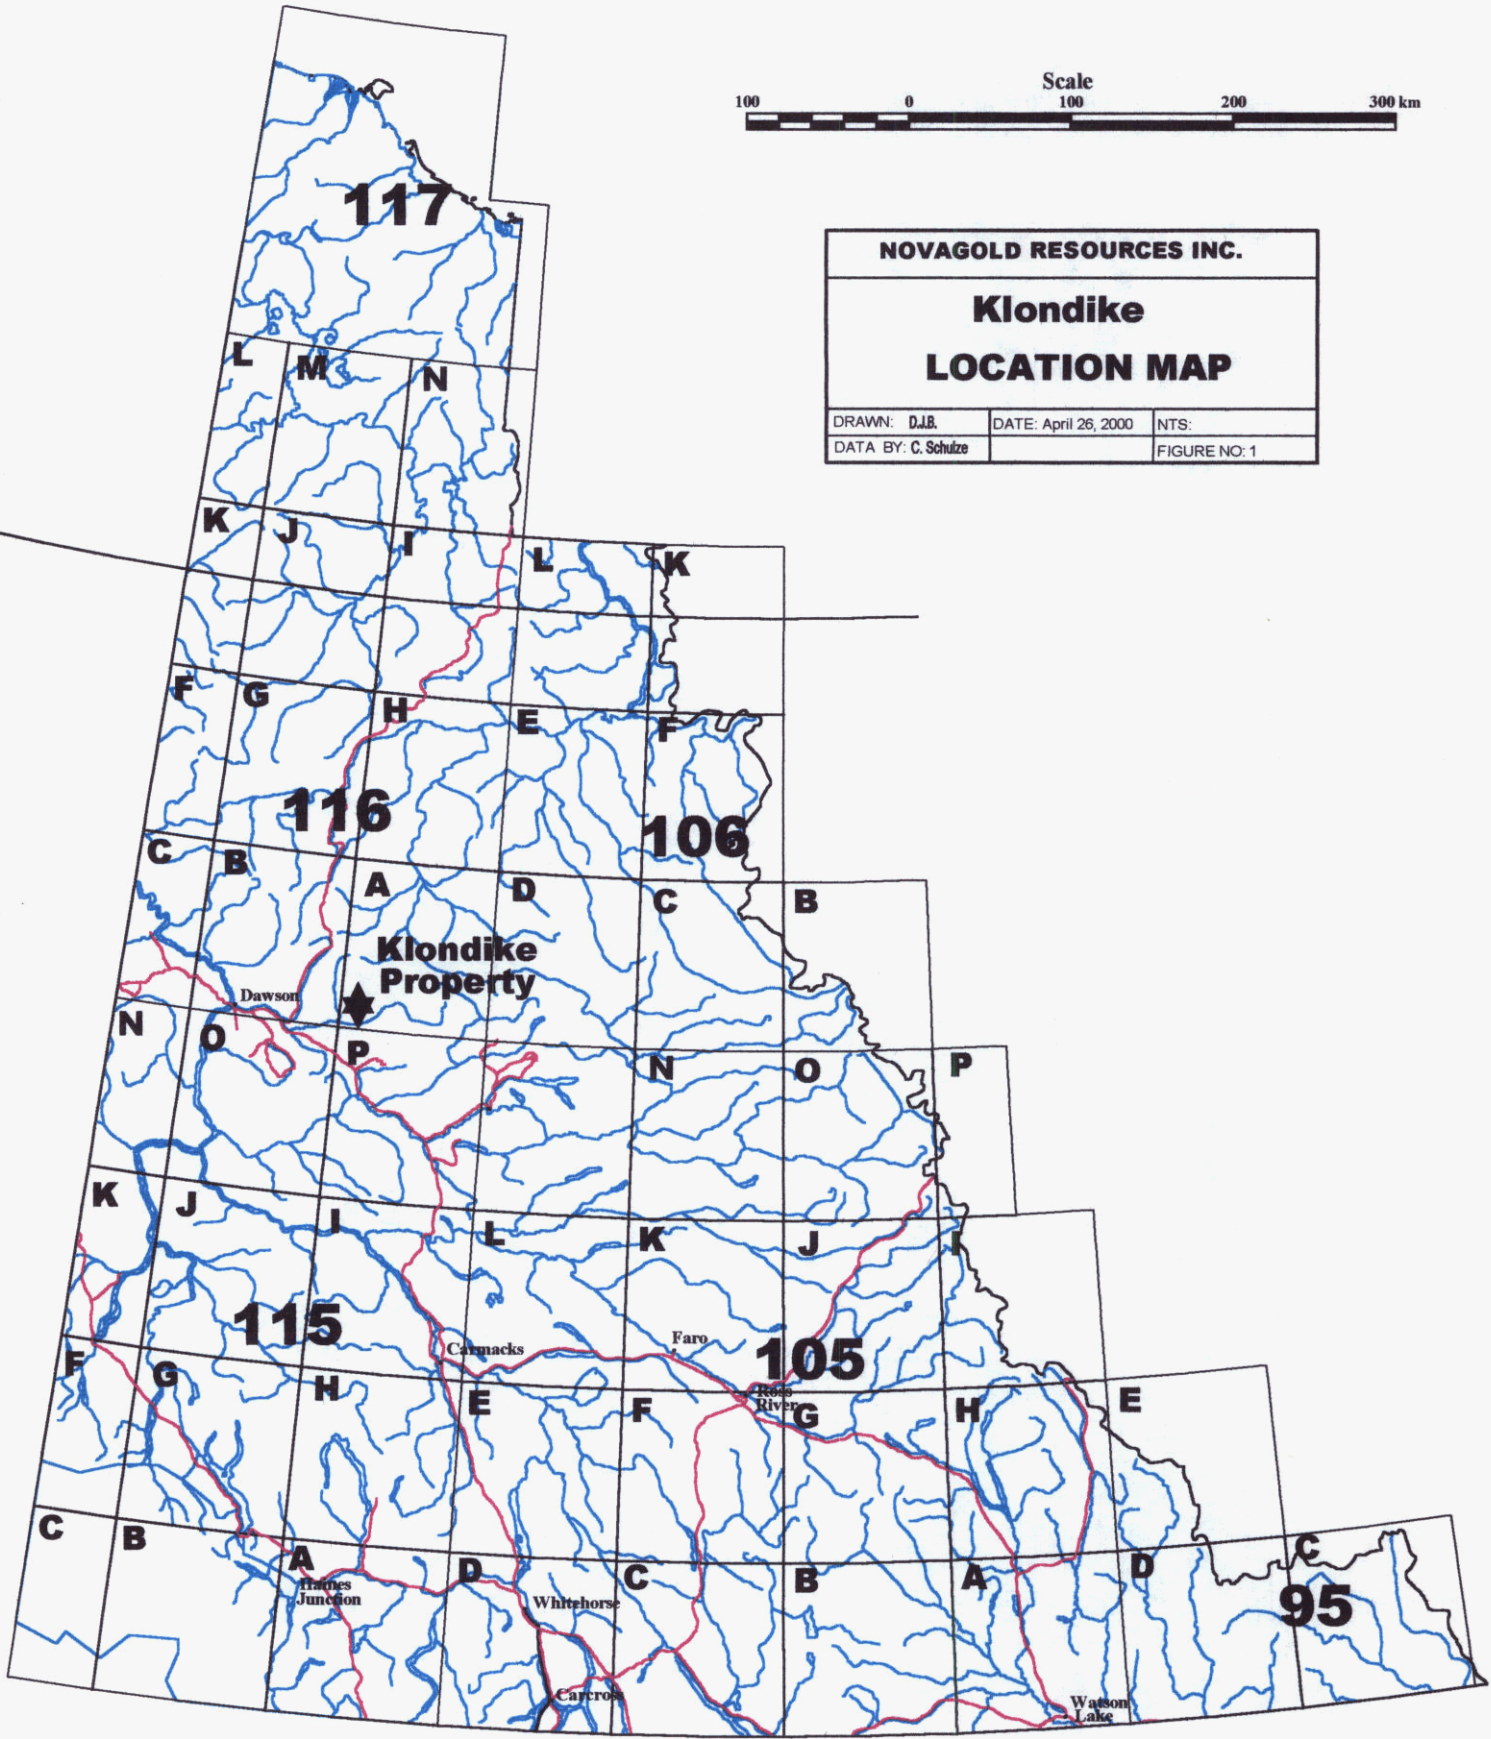 Scale
100 0 100 200 300 km
117
NOVAGOLD RESOURCES INC.
Klondike
LOCATION MAP
DRAWN: D.J.B. DATE: April 26, 2000 NTS:
DATA BY: C. Schulze FIGURE NO: 1
L M N
K J I L K
F G H E F
116 106
C B A D C B
Klondike
Property
Dawson
N O P N O P
K J I L K J I
115 105
Carmacks Faro
F G H E F G H E
Ross
River
C B A D C B A D C
Haines
Junction
Whitehorse
95
Carcross
Watson
Lake